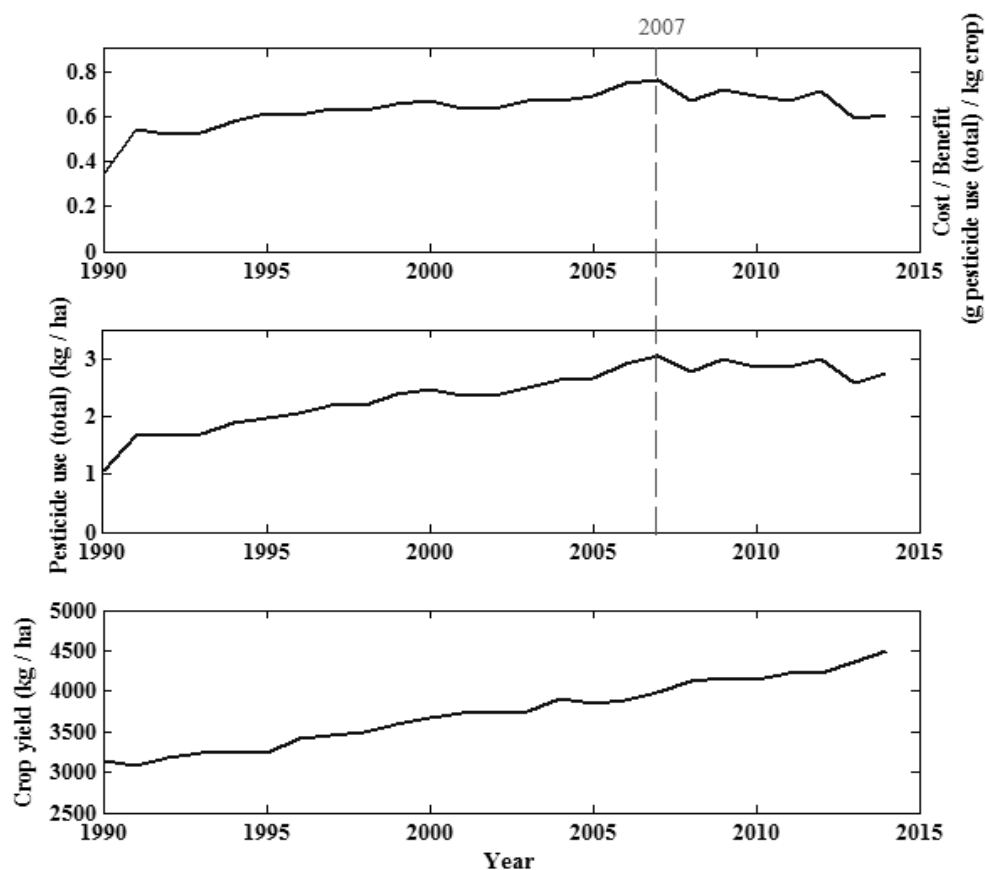 2007
0.8
0.6
0.4
0.2
0
1990 1995 2000 2005 2010 2015
Cost / Benefit
(g pesticide use (total) / kg crop)
Pesticide use (total) (kg / ha)
3
2
1
0
1990 1995 2000 2005 2010 2015
Crop yield (kg / ha)
5000
4500
4000
3500
3000
2500
1990 1995 2000 2005 2010 2015
Year